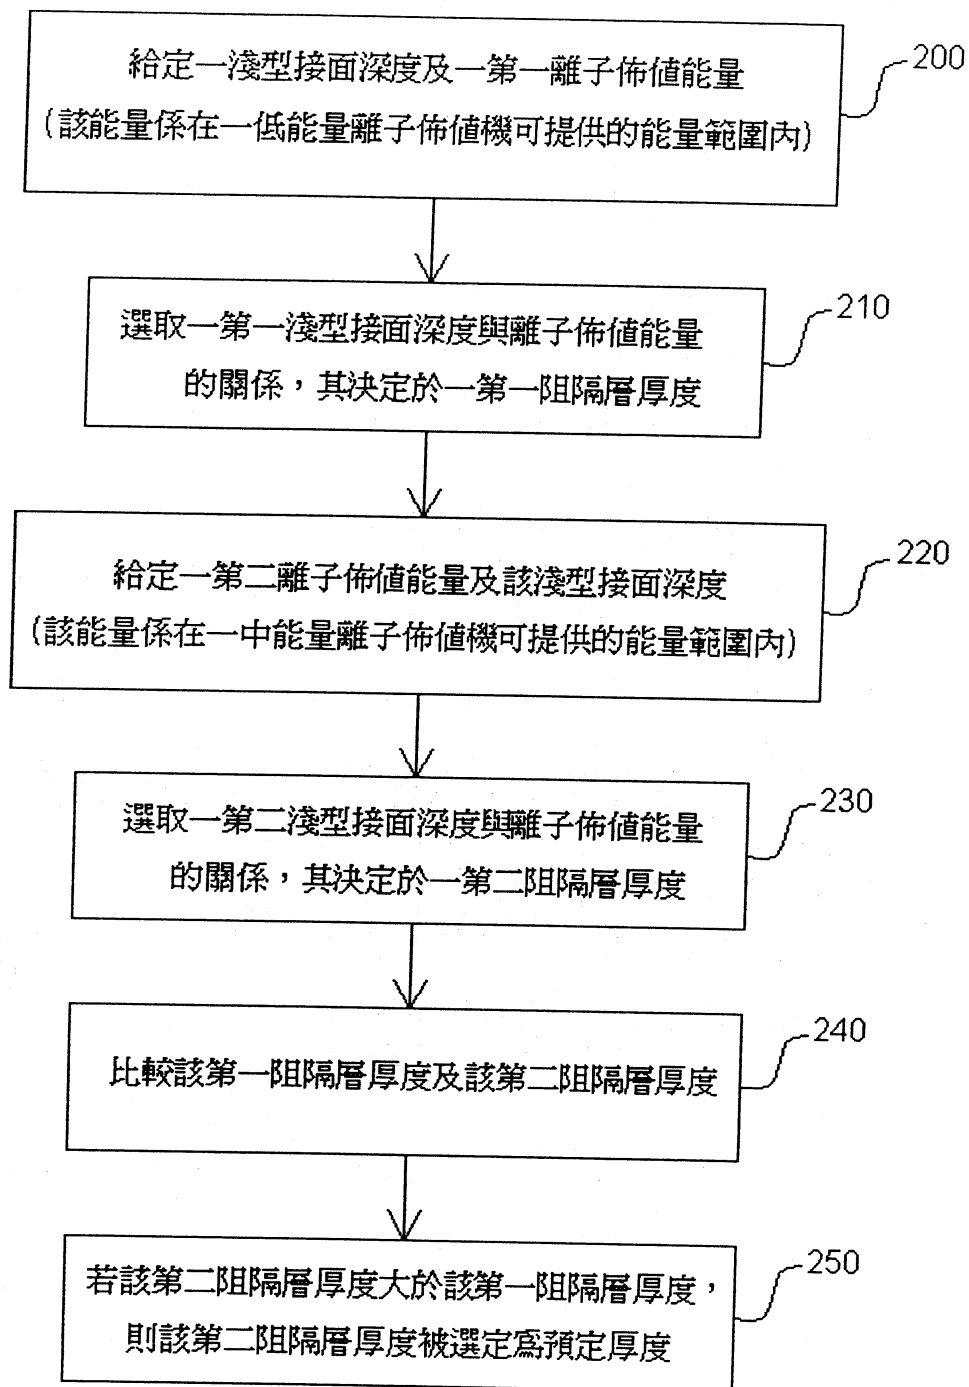 給定一淺型接面深度及一第一離子佈值能量
200
(該能量係在一低能量離子佈值機可提供的能量範圍內)
選取一第一淺型接面深度與離子佈值能量
210
的關係，其決定於一第一阻隔層厚度
給定一第二離子佈值能量及該淺型接面深度
220
(該能量係在一中能量離子佈值機可提供的能量範圍內)
選取一第二淺型接面深度與離子佈值能量
230
的關係，其決定於一第二阻隔層厚度
比較該第一阻隔層厚度及該第二阻隔層厚度
240
若該第二阻隔層厚度大於該第一阻隔層厚度，
250
則該第二阻隔層厚度被選定為預定厚度